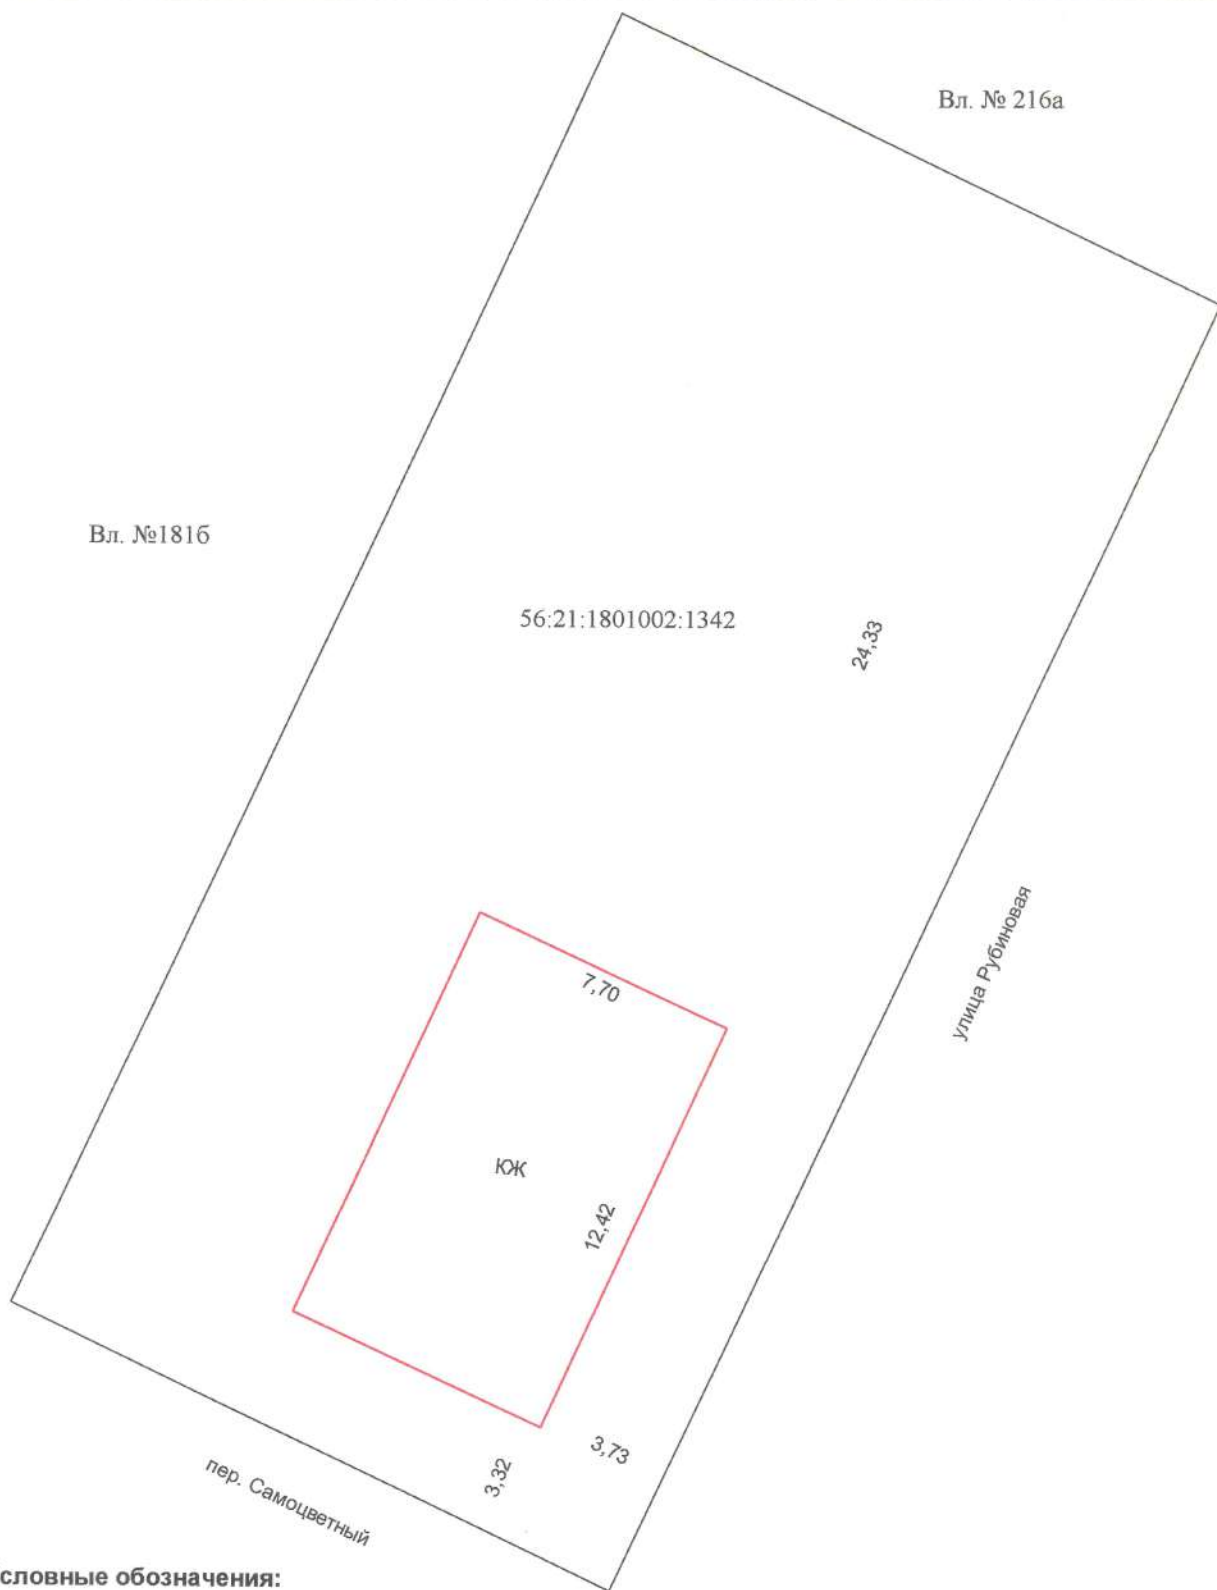 Вл. № 216а
Вл. №181б
56:21:1801002:1342
24,33
улица Рубиновая
7,70
КЖ
12,42
3,73
3,32
пер. Самоцветный
словные обозначения: